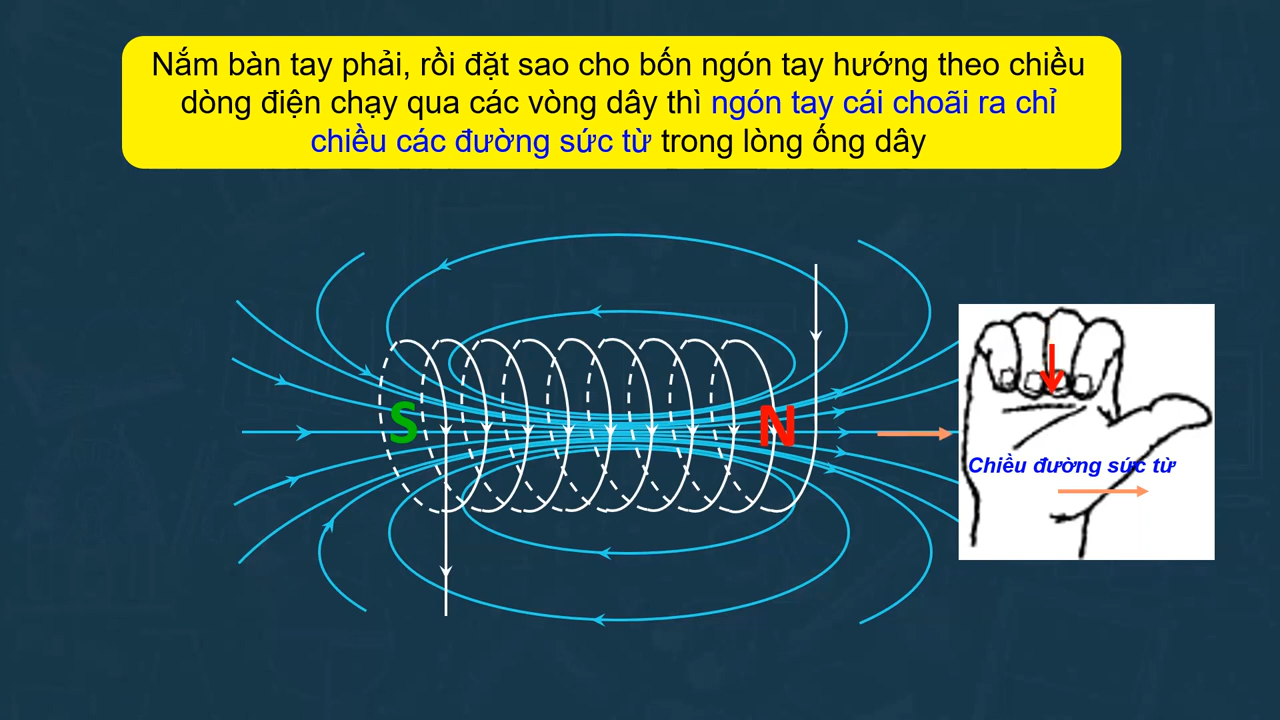 Nắm bàn tay phải, rồi đặt sao cho bốn ngón tay hướng theo chiều
dòng điện chạy qua các vòng dây thì ngón tay cái choãi ra chỉ
chiều các đường sức từ trong lòng ống dây
S
N
Chiều đường sức từ